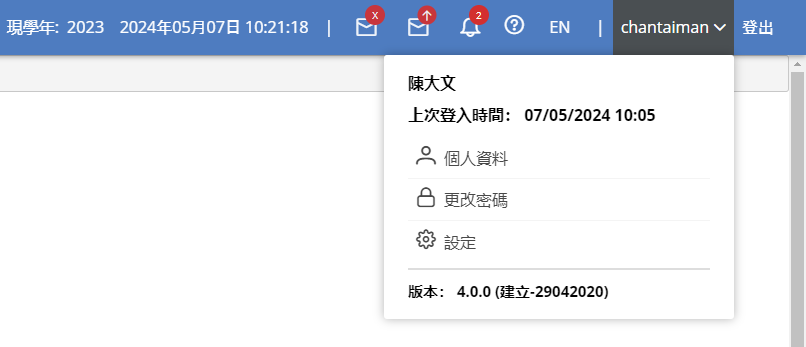 現學年: 2023 2024年05月07日 10:21:18 | X 2 EN | chantaiman 登出
陳大文
上次登入時間： 07/05/2024 10:05
個人資料
更改密碼
設定
版本： 4.0.0 (建立-29042020)